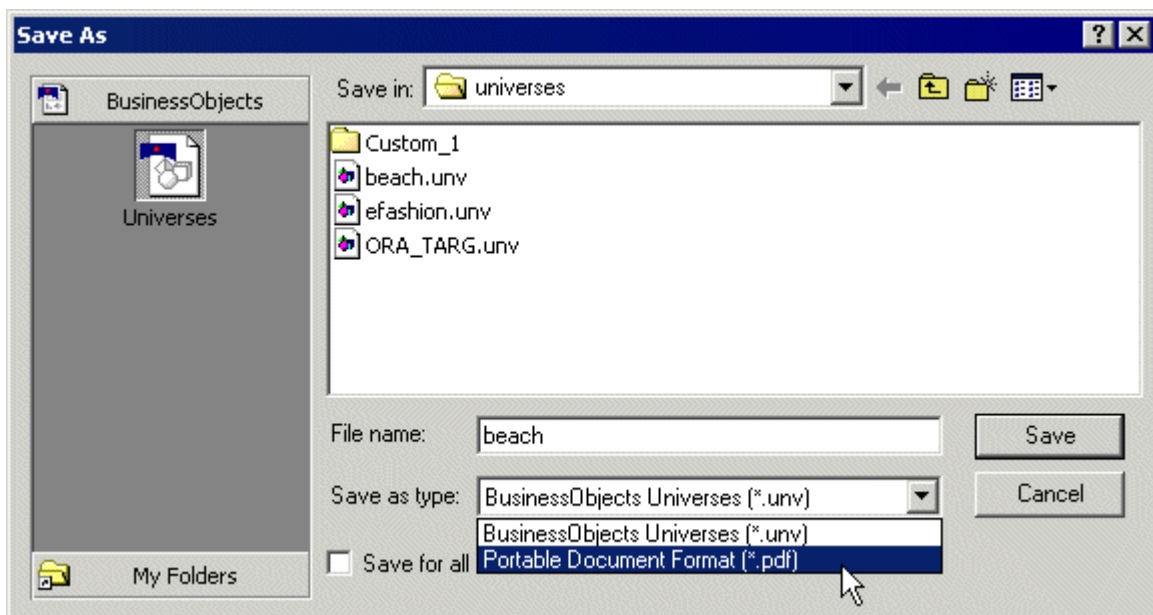 Save As
BusinessObjects
Universes
My Folders
Save in: universes
Custom_1
beach.unv
efashion.unv
ORA_TARG.unv
File name: beach Save
Save as type: BusinessObjects Universes (*.unv) Cancel
BusinessObjects Universes (*.unv)
Save for all Portable Document Format (*.pdf)